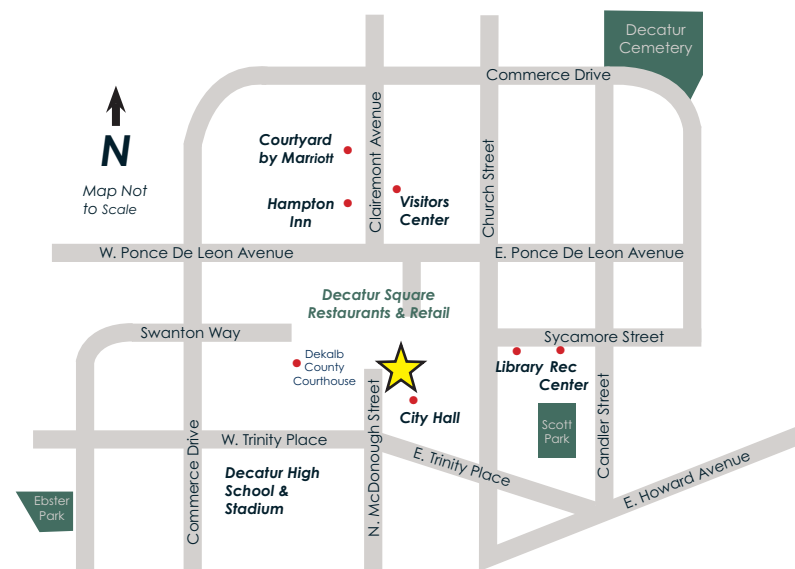 Decatur
Cemetery
Commerce Drive
N
Map Not
to Scale
Courtyard
by Marriott
Clairemont Avenue
Church Street
Hampton
Inn
Visitors
Center
W. Ponce De Leon Avenue
E. Ponce De Leon Avenue
Decatur Square
Restaurants & Retail
Swanton Way
Sycamore Street
Dekalb
County
Courthouse
Library
Rec
Center
City Hall
Scott
Park
Candler Street
W. Trinity Place
E. Trinity Place
N. McDonough Street
Commerce Drive
Decatur High
School &
Stadium
E. Howard Avenue
Ebster
Park